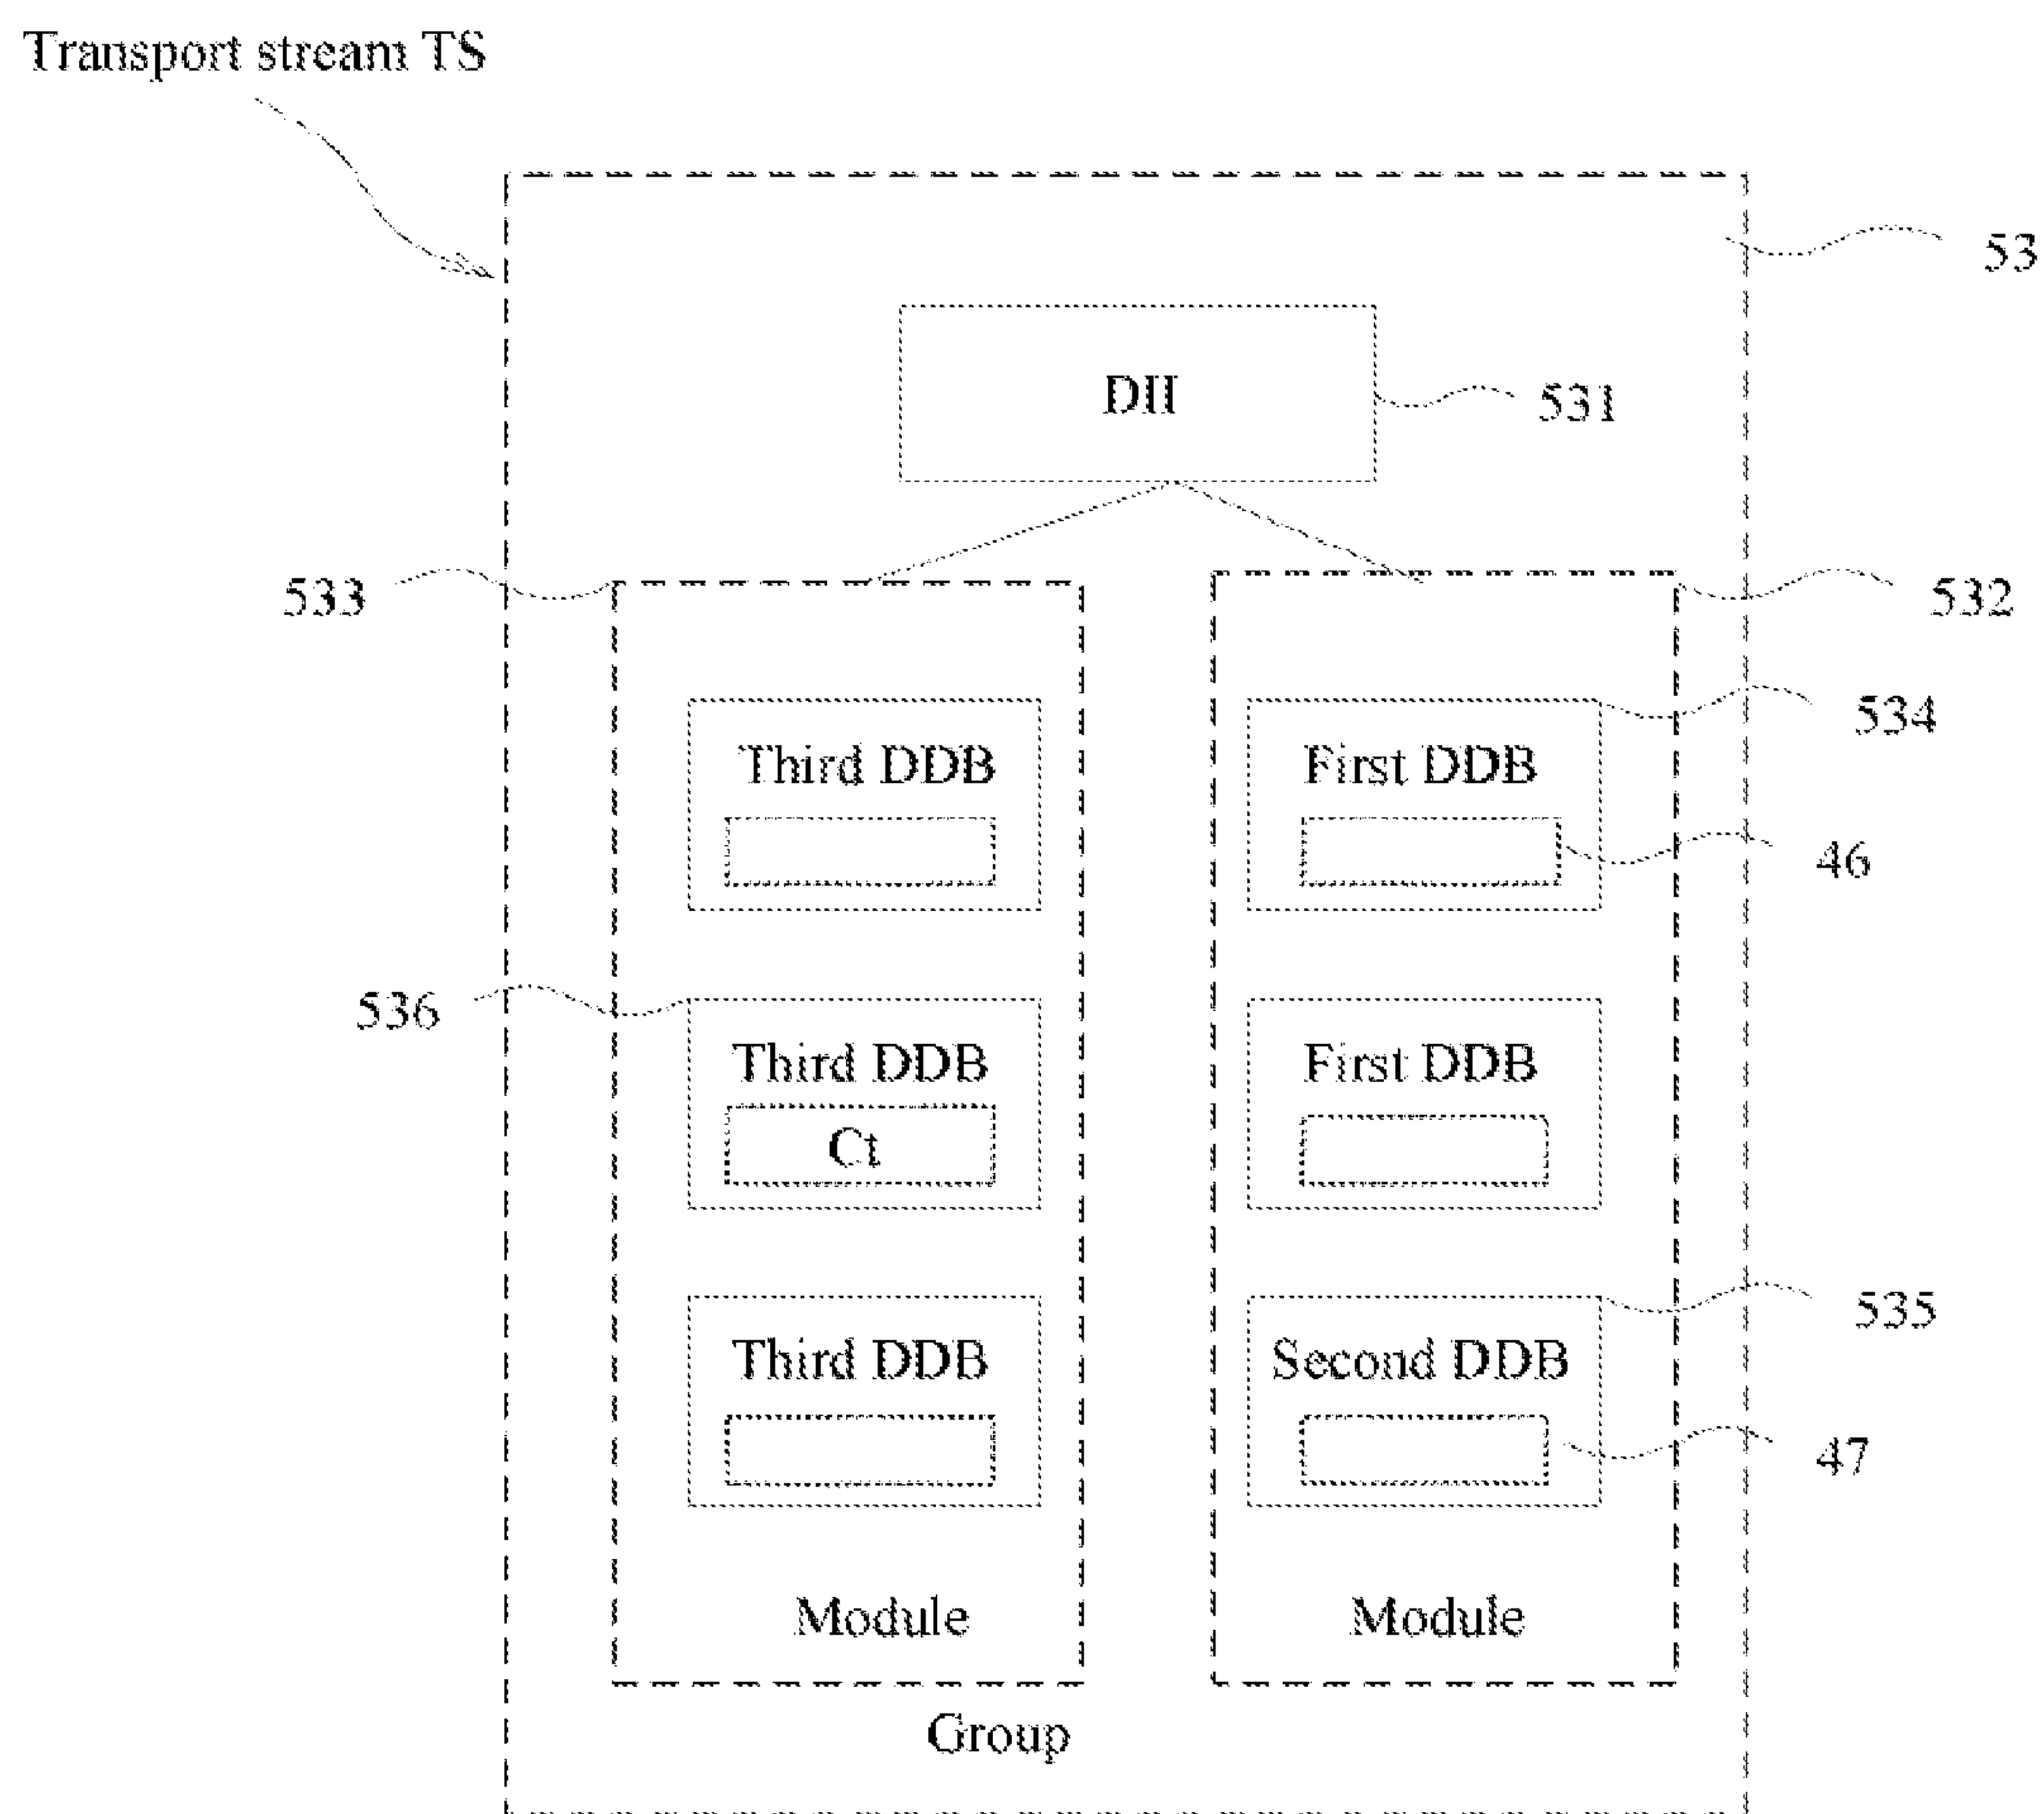 Transport stream TS
53
DII
531
533
532
Third DDB
First DDB
534
46
536
Third DDB
Ct
First DDB
535
Third DDB
Second DDB
47
Module
Module
Group